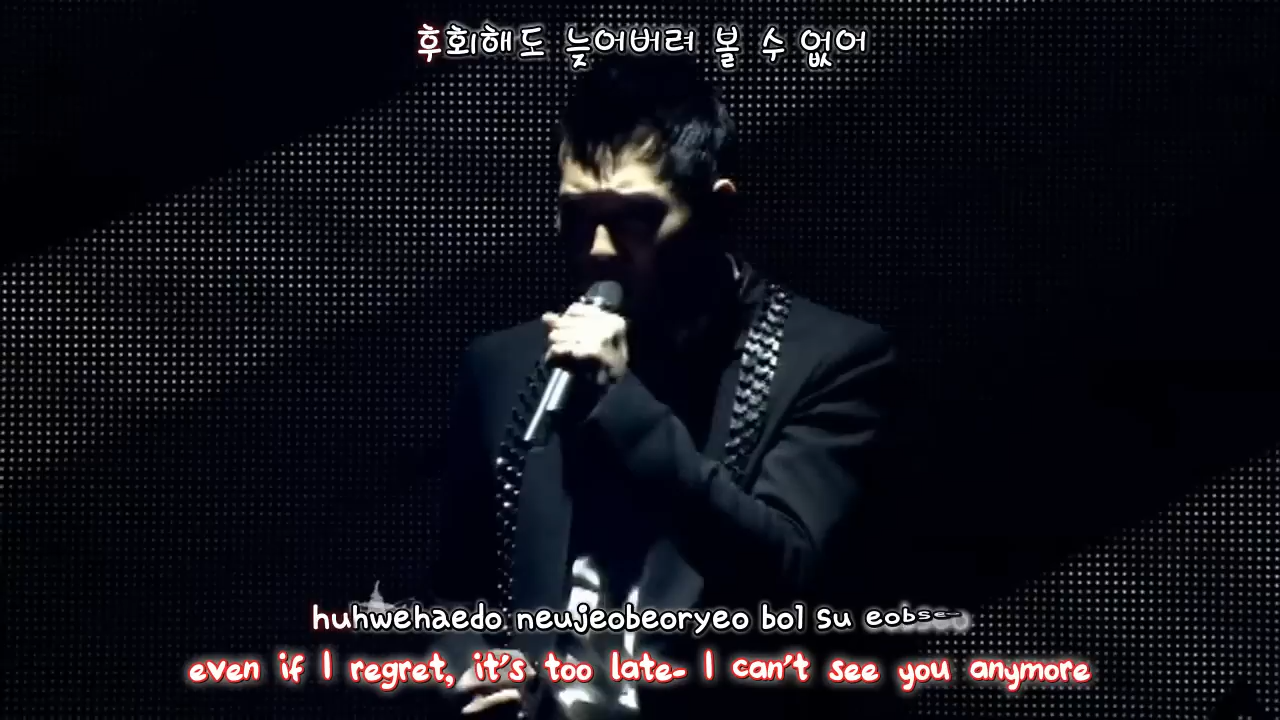 후회해도 늦어버려 볼 수 없어
huhwehaedo neujeobeoryeo bol su eobseo
even if I regret, it's too late- I can't see you anymore